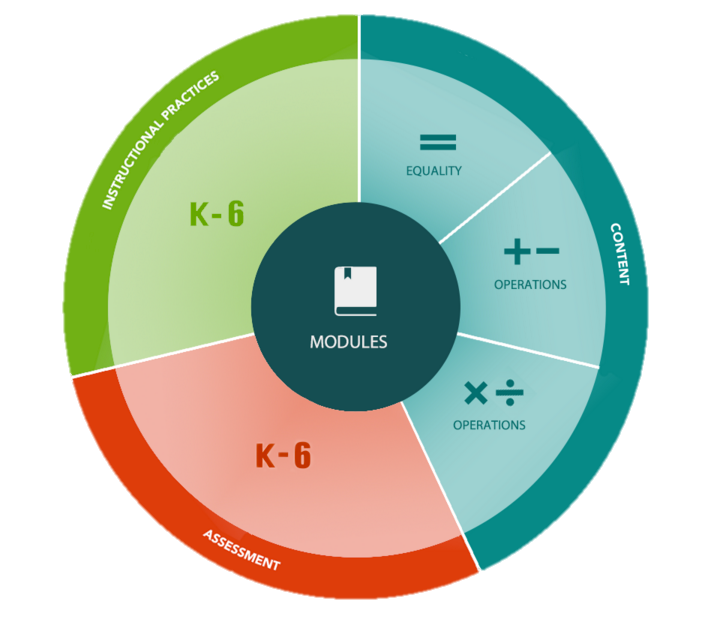 INSTRUCTIONAL PRACTICES
K-6
=
EQUALITY
+ −
OPERATIONS
CONTENT
MODULES
× ÷
OPERATIONS
K-6
ASSESSMENT